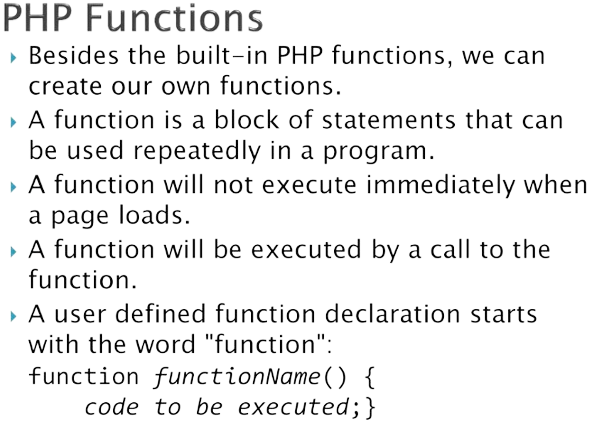 PHP Functions
Besides the built-in PHP functions, we can
create our own functions.
A function is a block of statements that can
be used repeatedly in a program.
A function will not execute immediately when
a page loads.
A function will be executed by a call to the
function.
A user defined function declaration starts
with the word "function":
function functionName() {
code to be executed;}